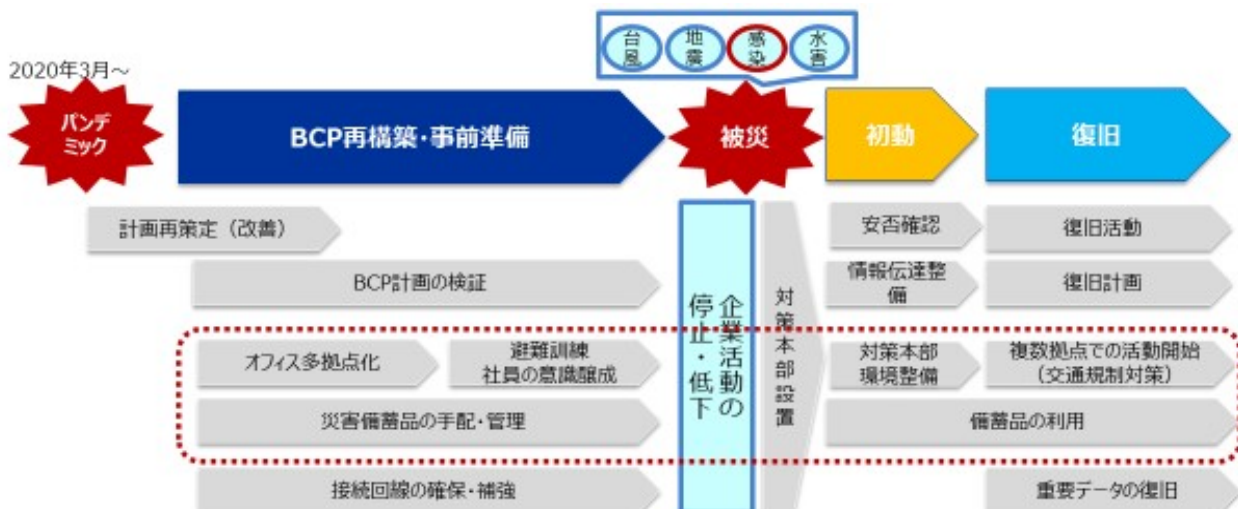 台風
地震
感染
水害
2020年3月～
パンデ
ミック
BCP再構築・事前準備
被災
初動
復旧
計画再策定（改善）
安否確認
復旧活動
BCP計画の検証
情報伝達整
備
復旧計画
企業活動の
停止・低下
対策本部設置
オフィス多拠点化
避難訓練
社員の意識醸成
対策本部
環境整備
複数拠点での活動開始
（交通規制対策）
災害備蓄品の手配・管理
備蓄品の利用
接続回線の確保・補強
重要データの復旧